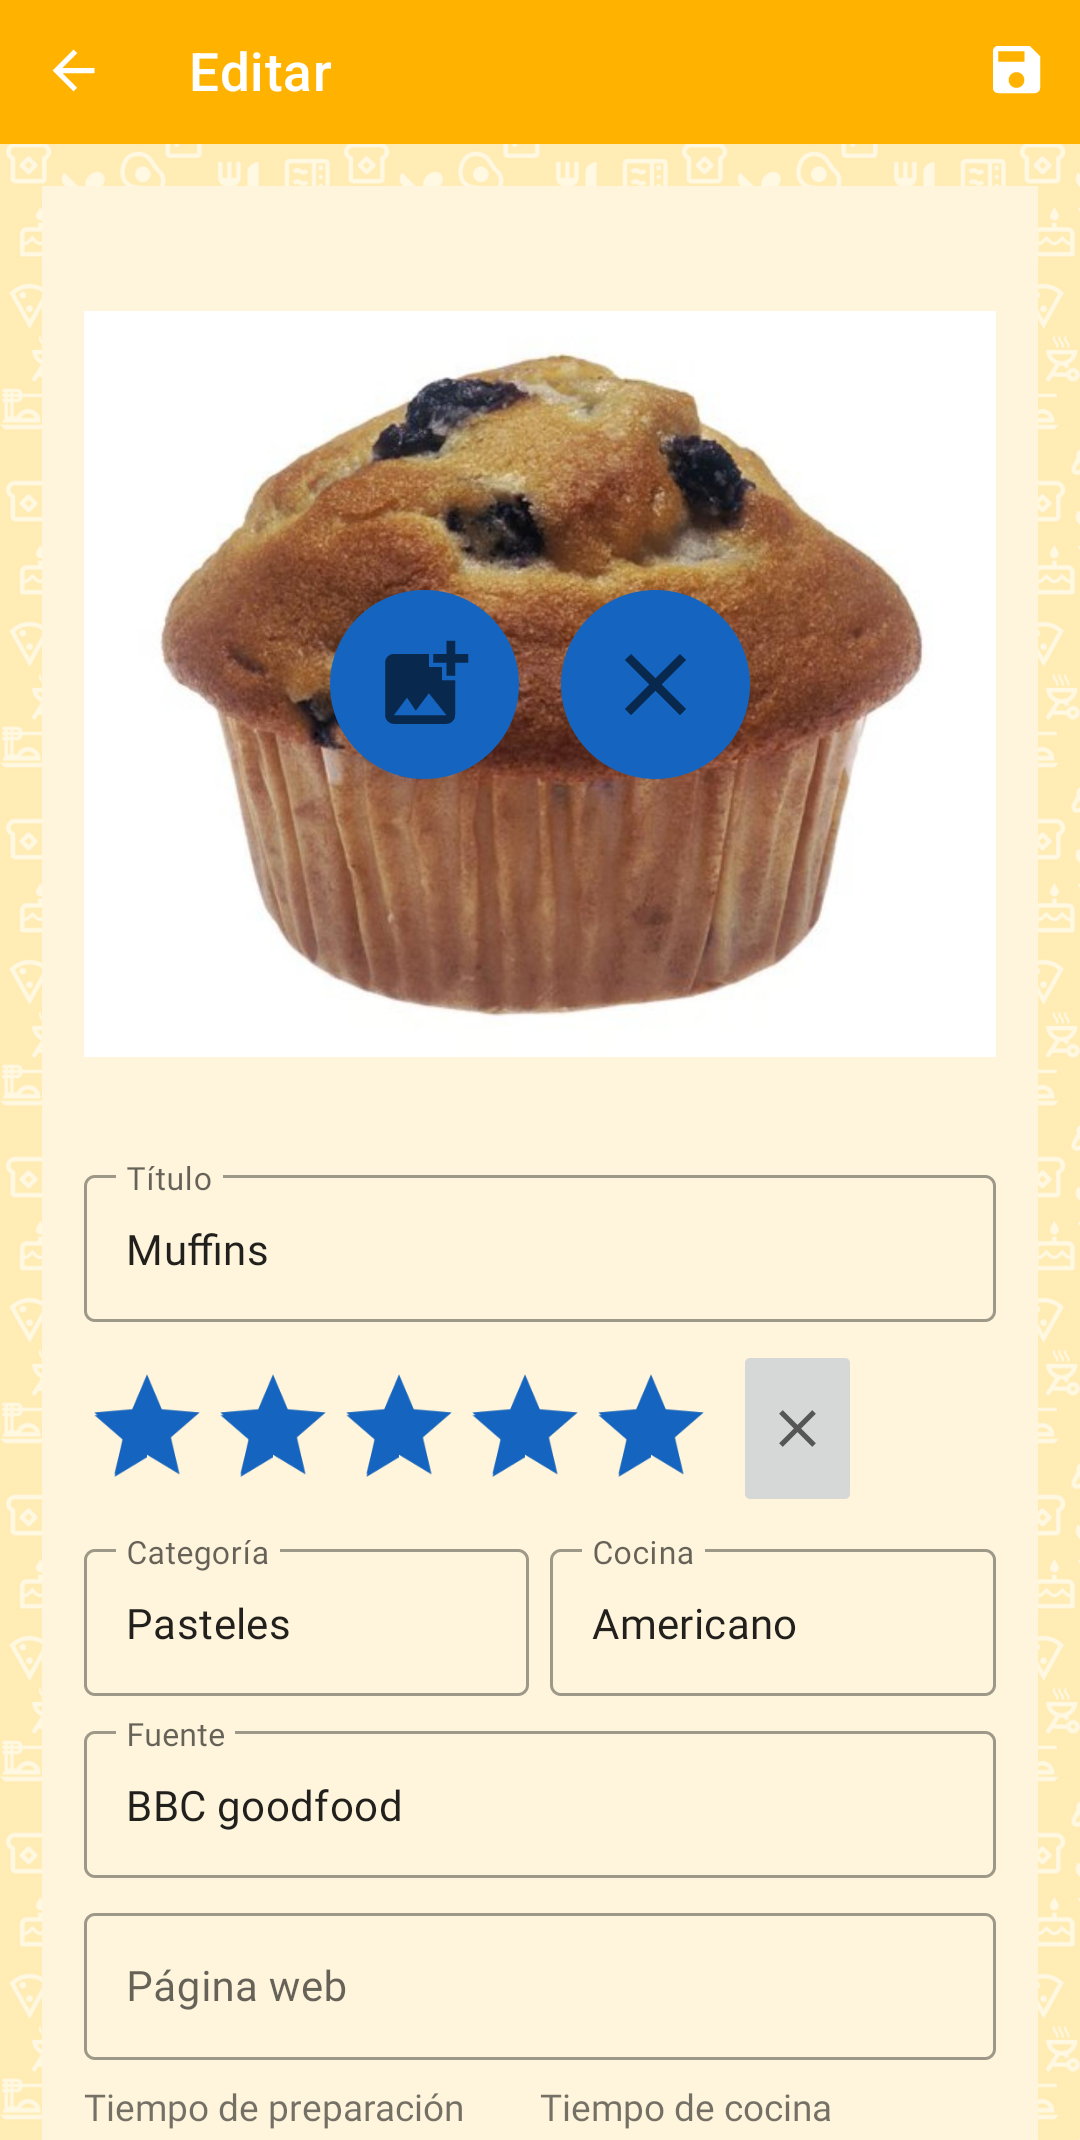 Editar
Título
Muffins
Categoría
Cocina
Pasteles
Americano
Fuente
BBC goodfood
Página web
Tiempo de preparación
Tiempo de cocina